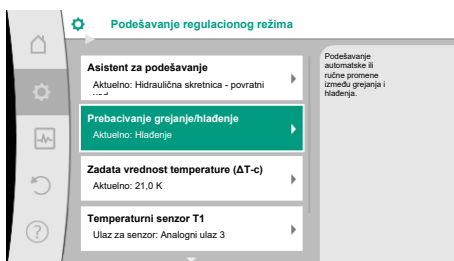 Podešavanje regulacionog režima
Asistent za podešavanje
Aktuelno: Hidraulična skretnica - povratni
Prebacivanje grejanje/hlađenje
Aktuelno: Hlađenje
Zadata vrednost temperature (ΔT-c)
Aktuelno: 21,0 K
Temperaturni senzor T1
Ulaz za senzor: Analogni ulaz 3
Podešavanje
automatske ili
ručne promene
između grejanja i
hlađenja.